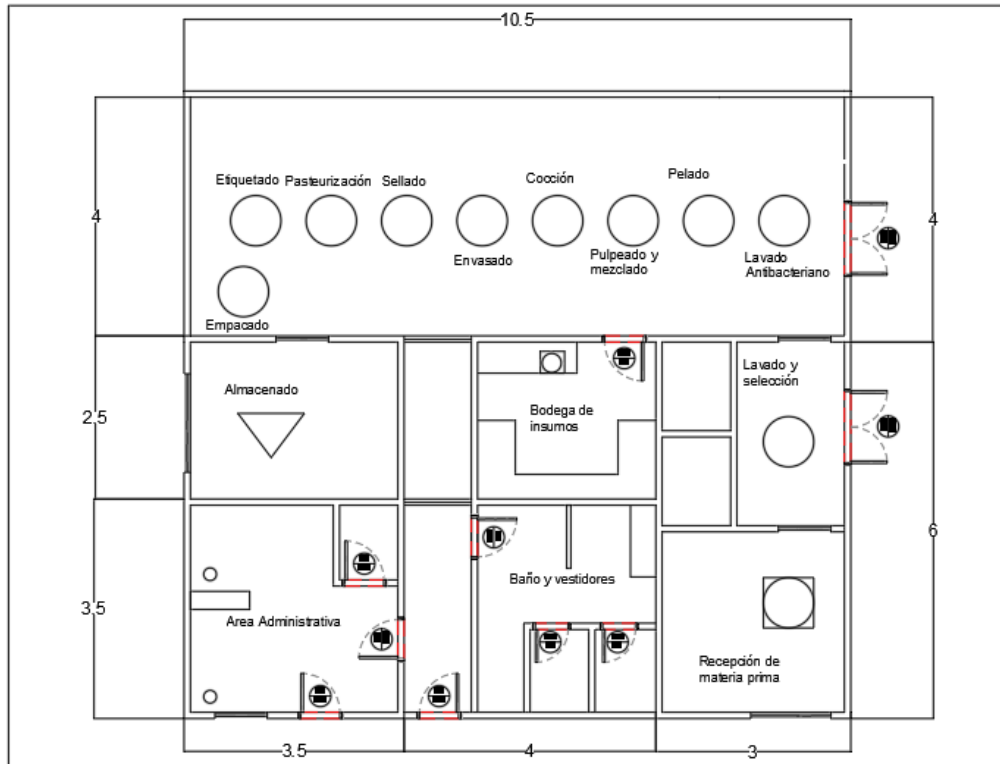 10.5
Etiquetado
Pasteurización
Sellado
Cocción
Pelado
4
4
Envasado
Pulpeado y
mezclado
Lavado
Antibacteriano
Empacado
Almacenado
Lavado y
selección
2.5
Bodega de
insumos
6
3.5
Baño y vestidores
Area Administrativa
Recepción de
materia prima
3.5
4
3